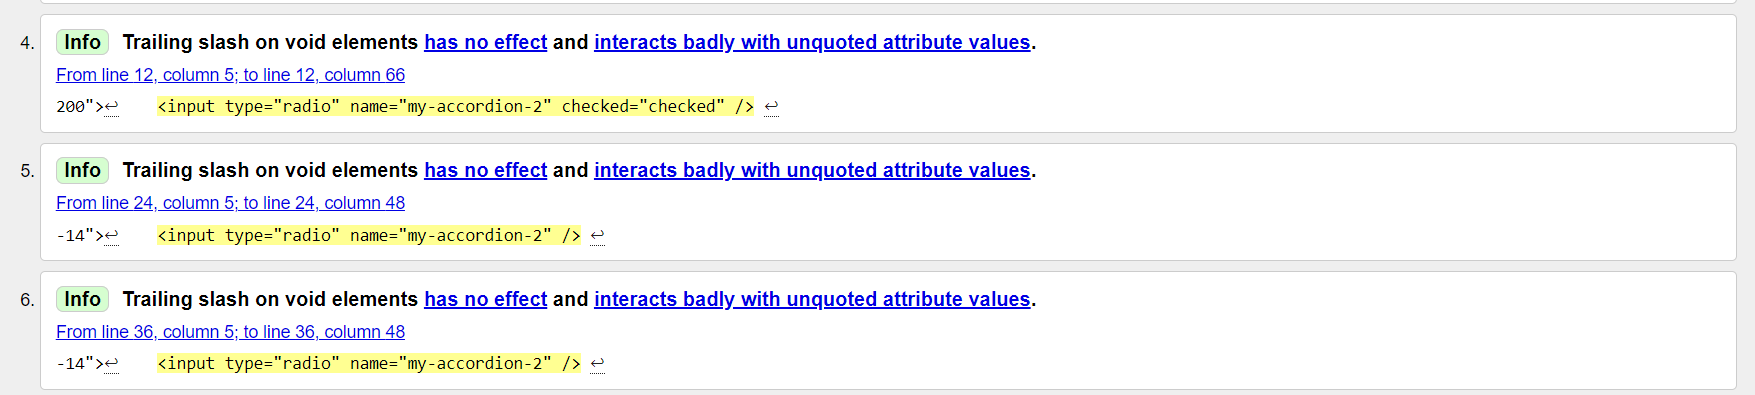 4. Info Trailing slash on void elements has no effect and interacts badly with unquoted attribute values.
From line 12, column 5; to line 12, column 66
200">↩    <input type="radio" name="my-accordion-2" checked="checked" /> ↩
5. Info Trailing slash on void elements has no effect and interacts badly with unquoted attribute values.
From line 24, column 5; to line 24, column 48
-14">↩    <input type="radio" name="my-accordion-2" /> ↩
6. Info Trailing slash on void elements has no effect and interacts badly with unquoted attribute values.
From line 36, column 5; to line 36, column 48
-14">↩    <input type="radio" name="my-accordion-2" /> ↩